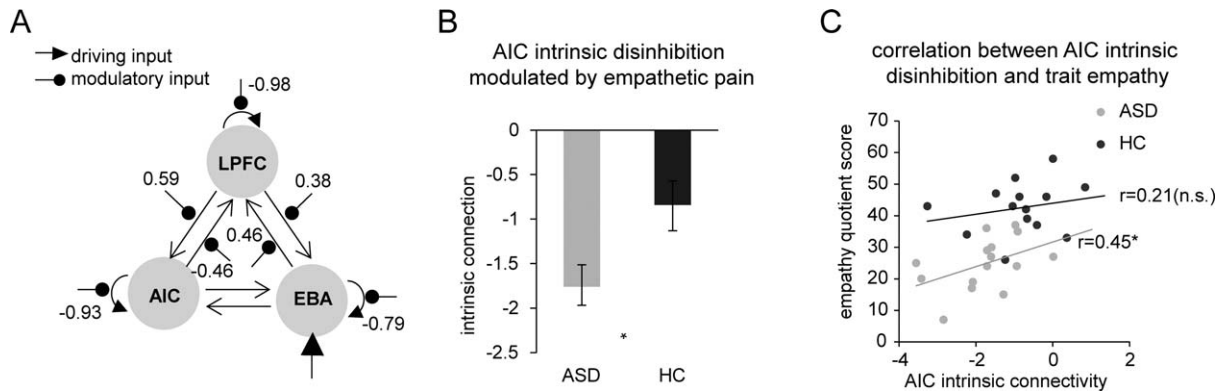 A
driving input
modulatory input
-0.98
LPFC
0.59
0.38
0.46
-0.46
AIC
EBA
-0.93
-0.79
B
AIC intrinsic disinhibition
modulated by empathetic pain
intrinsic connection
0
-0.5
-1
-1.5
-2
-2.5
*
ASD
HC
C
correlation between AIC intrinsic
disinhibition and trait empathy
ASD
HC
empathy quotient score
70
60
50
40
30
20
10
0
r=0.21(n.s.)
r=0.45*
-4
-2
0
2
AIC intrinsic connectivity